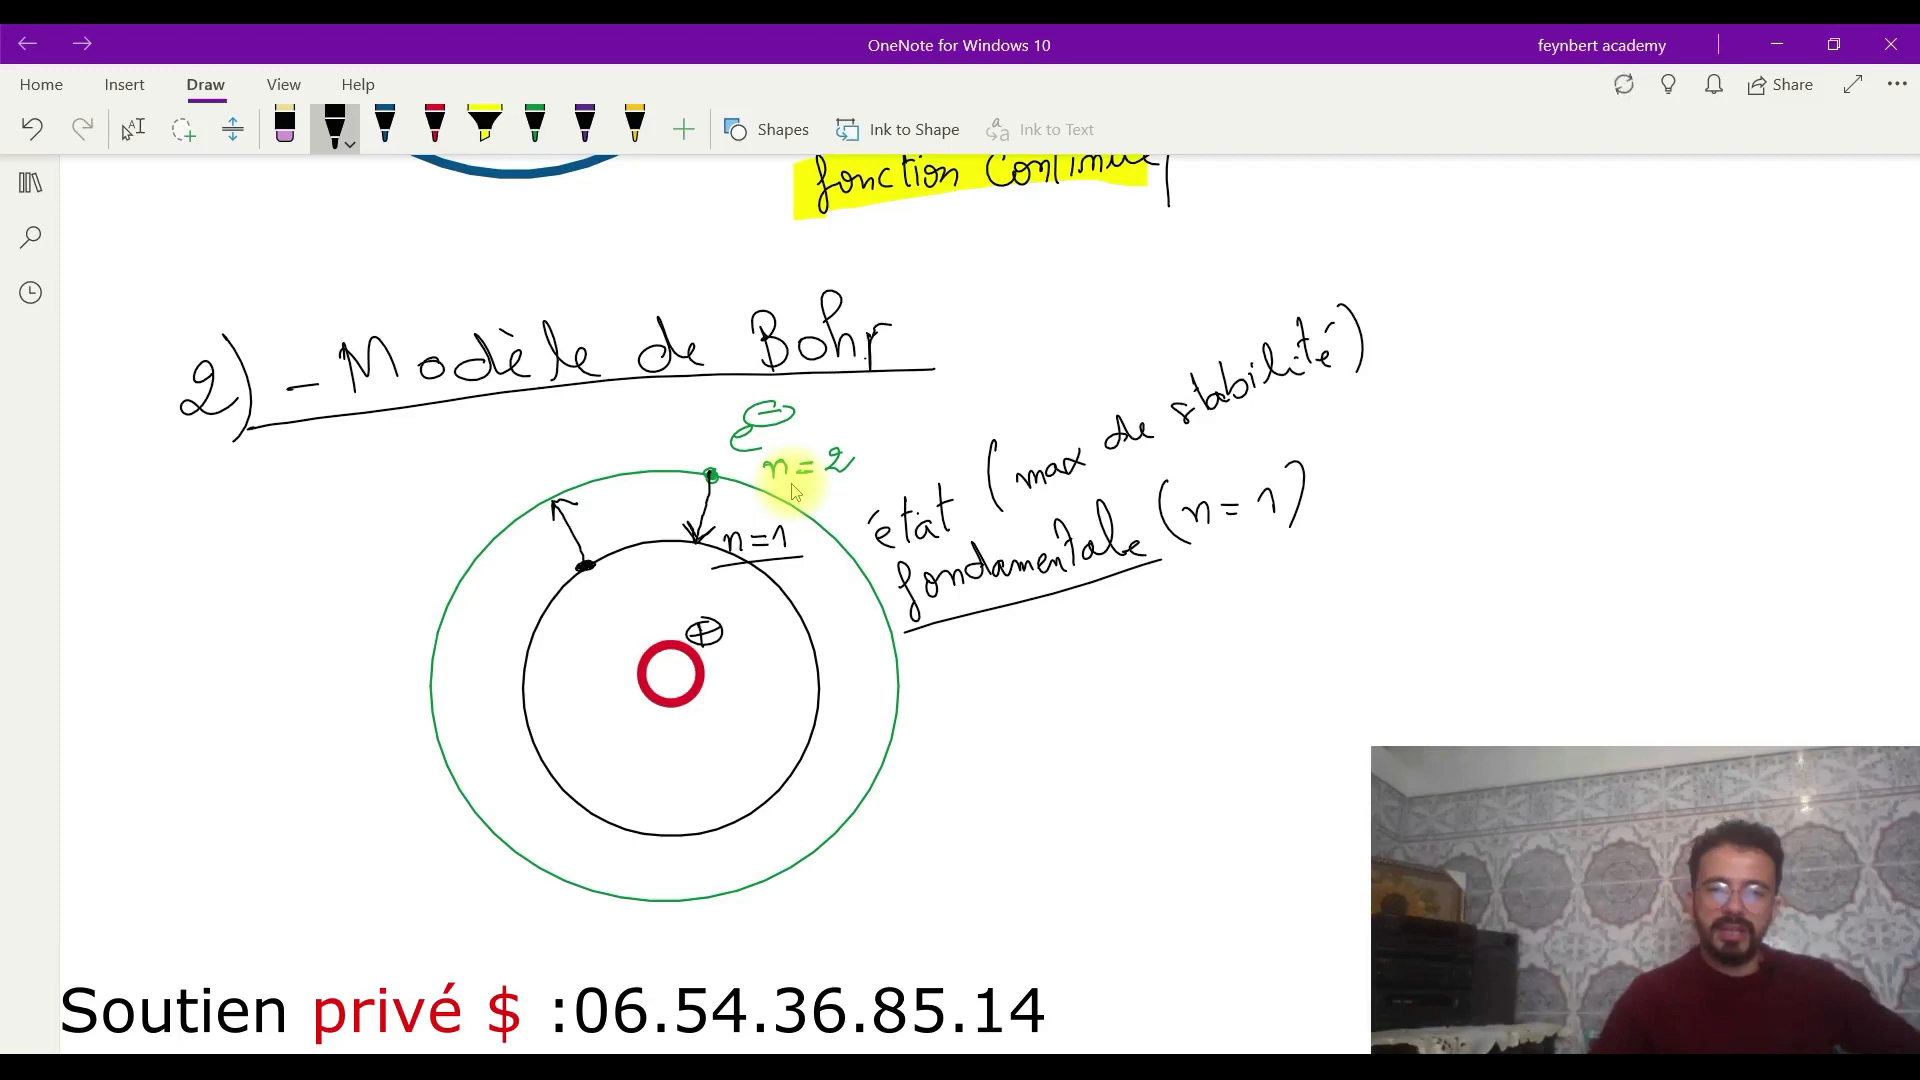 OneNote for Windows 10
feynbert academy
Home Insert Draw View Help
Share
Shapes Ink to Shape Ink to Text
fonction Continue
2) - Modèle de Bohr
e⊖
n = 2
n = 1
état (max de stabilité)
fondamentale (n = 1)
⊕
Soutien privé $ :06.54.36.85.14